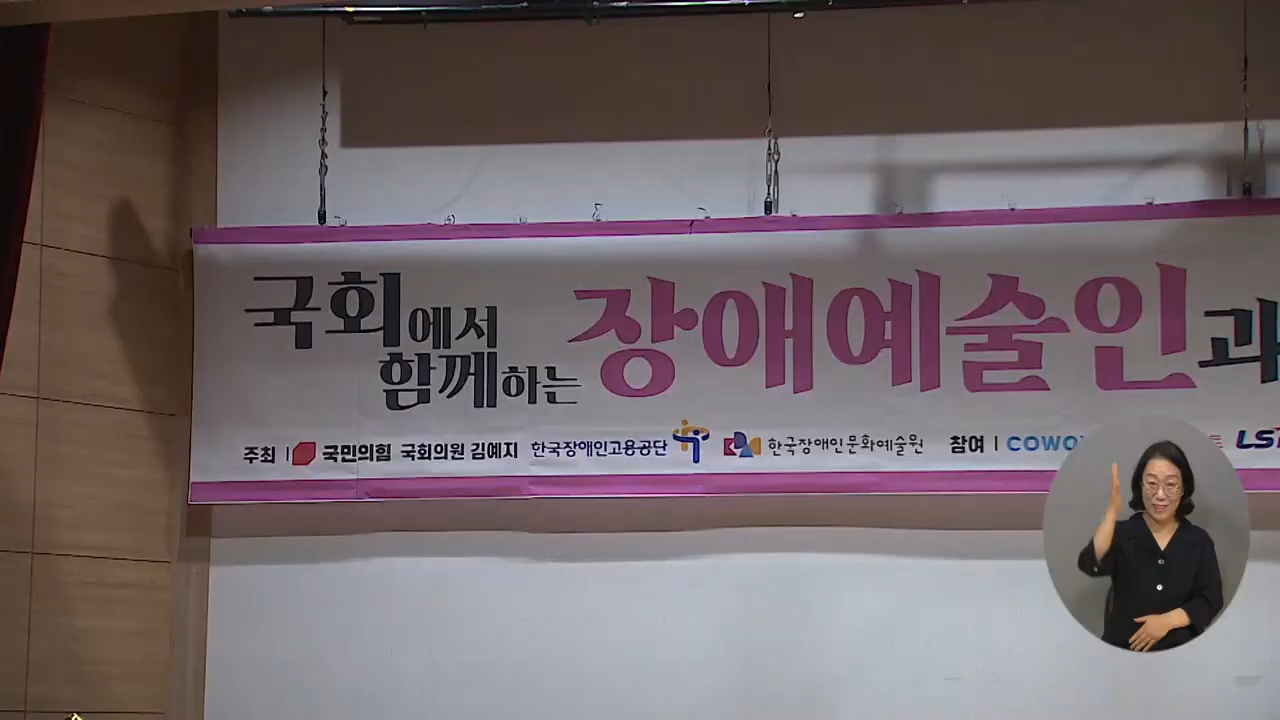 국회에서
함께하는 장애예술인과
주최 | 국민의힘 국회의원 김예지 한국장애인고용공단 한국장애인문화예술원 참여 |